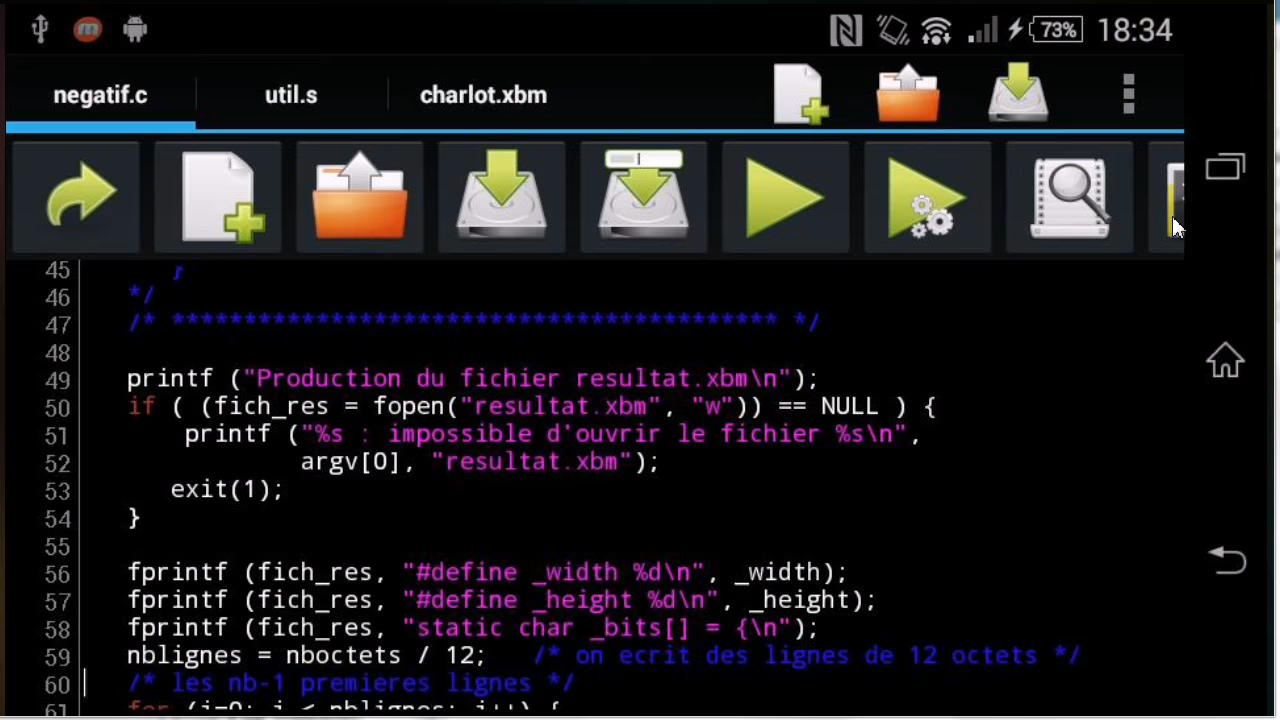 73% 18:34
negatif.c util.s charlot.xbm
45 }
46 */
47 /* ****************************************** */
48
49 printf ("Production du fichier resultat.xbm\n");
50 if ( (fich_res = fopen("resultat.xbm", "w")) == NULL ) {
51 printf ("%s : impossible d'ouvrir le fichier %s\n",
52 argv[0], "resultat.xbm");
53 exit(1);
54 }
55
56 fprintf (fich_res, "#define _width %d\n", _width);
57 fprintf (fich_res, "#define _height %d\n", _height);
58 fprintf (fich_res, "static char _bits[] = {\n");
59 nblignes = nboctets / 12; /* on ecrit des lignes de 12 octets */
60 /* les nb-1 premieres lignes */
61 for (i=0; i < nblignes; i++) {